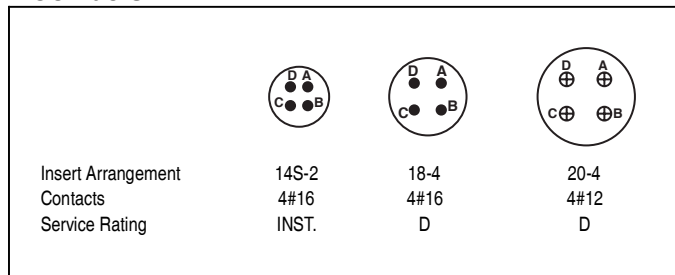 D A D A D A
C B C B C B
Insert Arrangement 14S-2 18-4 20-4
Contacts 4#16 4#16 4#12
Service Rating INST. D D